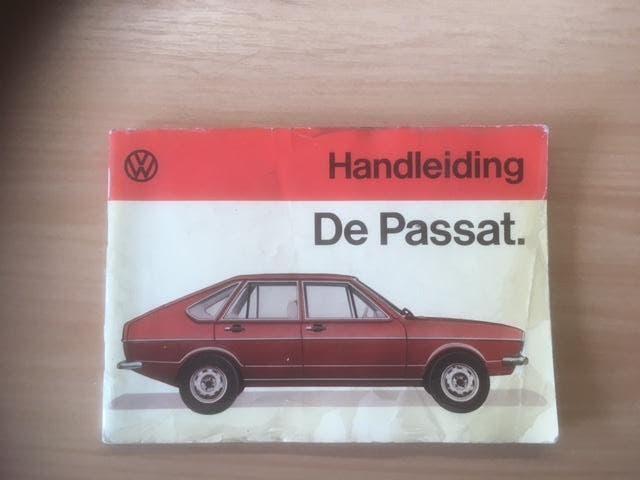 VW
Handleiding
De Passat.